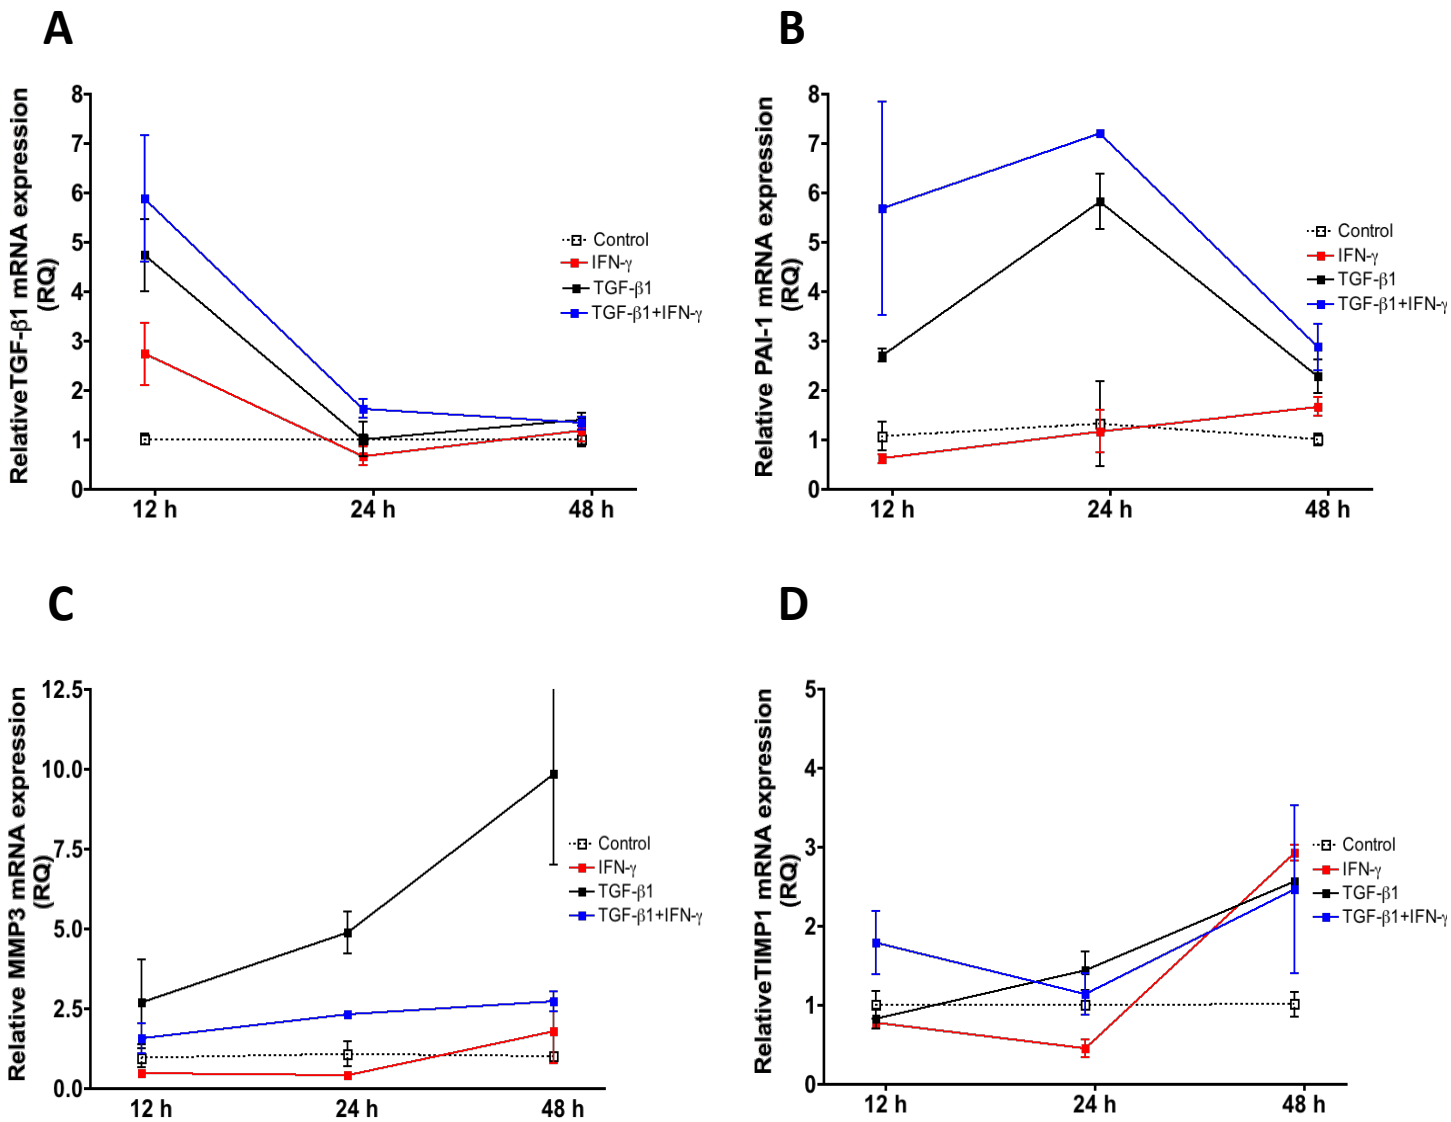 A
RelativeTGF-β1 mRNA expression
(RQ)
8
7
6
5
4
3
2
1
0
12 h
24 h
48 h
Control
IFN-γ
TGF-β1
TGF-β1+IFN-γ
B
Relative PAI-1 mRNA expression
(RQ)
8
7
6
5
4
3
2
1
0
12 h
24 h
48 h
Control
IFN-γ
TGF-β1
TGF-β1+IFN-γ
C
Relative MMP3 mRNA expression
(RQ)
12.5
10.0
7.5
5.0
2.5
0.0
12 h
24 h
48 h
Control
IFN-γ
TGF-β1
TGF-β1+IFN-γ
D
RelativeTIMP1 mRNA expression
(RQ)
5
4
3
2
1
0
12 h
24 h
48 h
Control
IFN-γ
TGF-β1
TGF-β1+IFN-γ